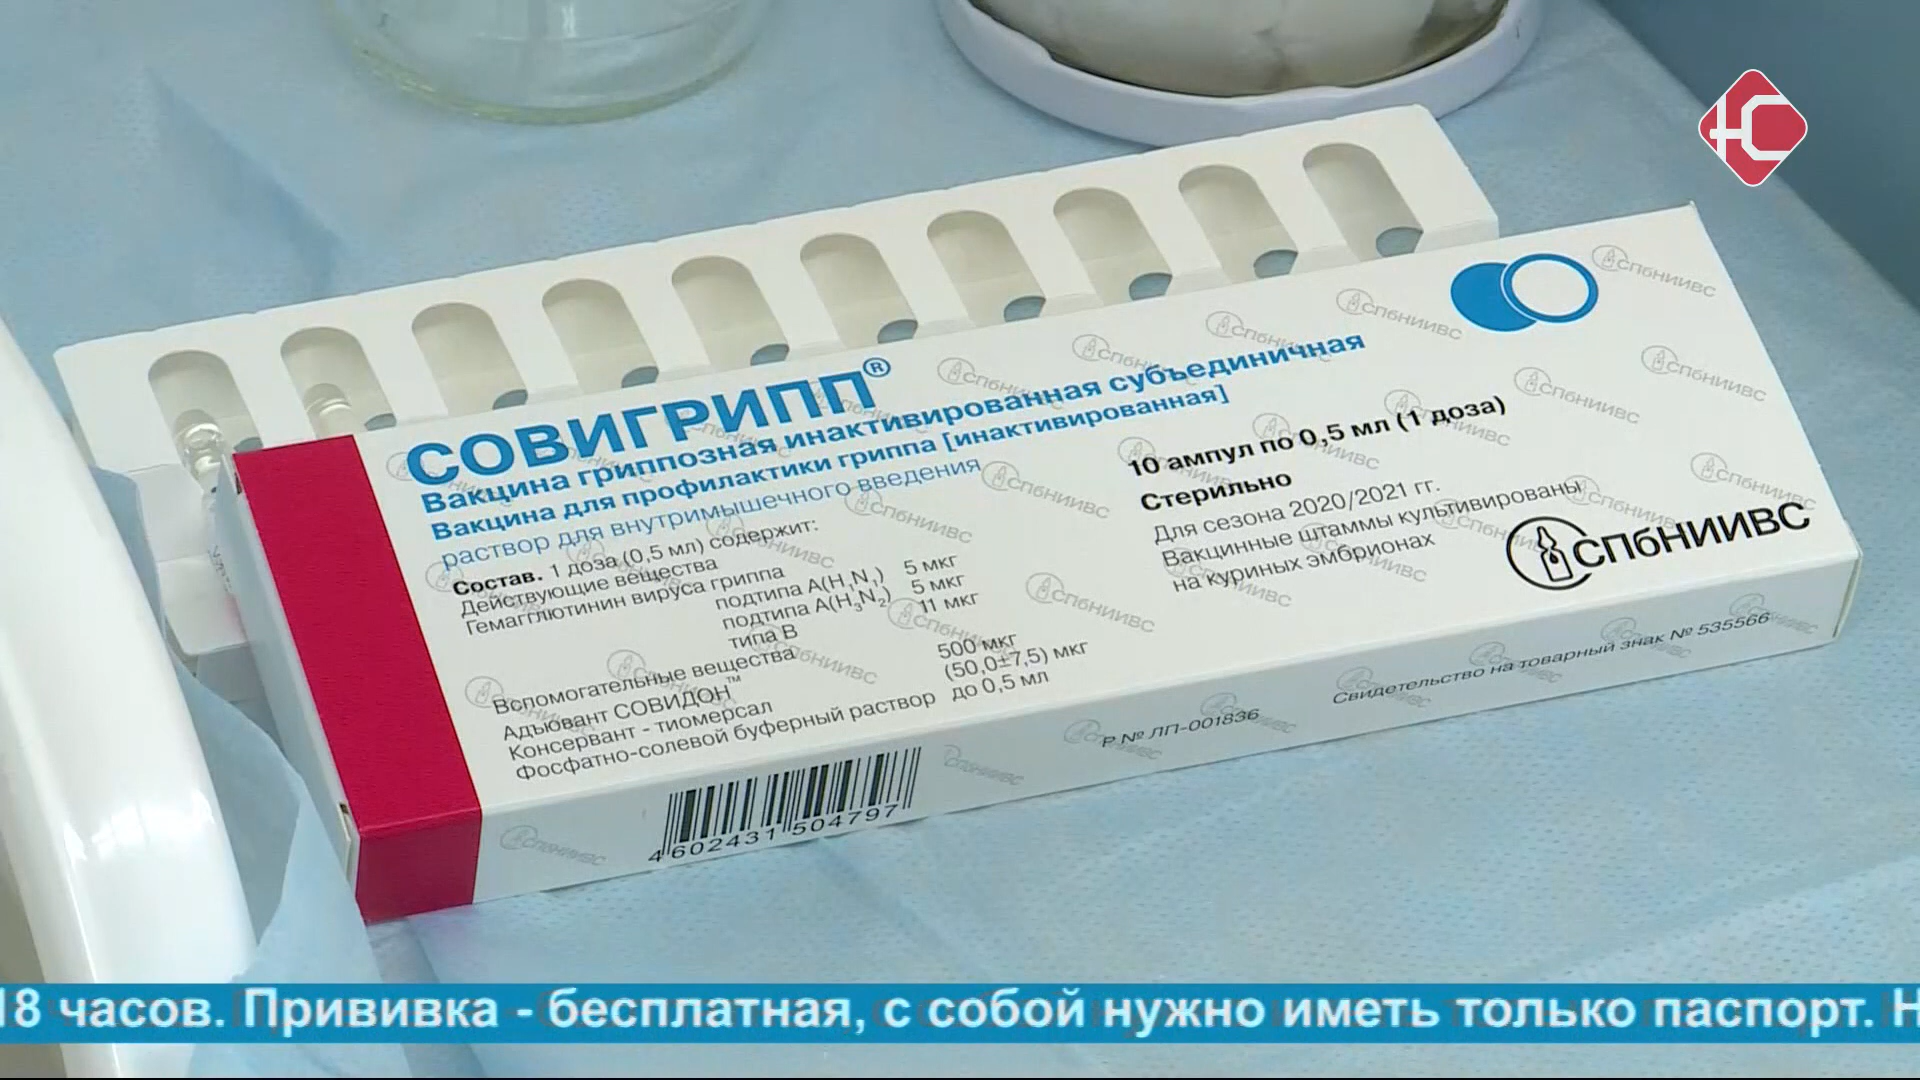 СОВИГРИПП®
Вакцина гриппозная инактивированная субъединичная
Вакцина для профилактики гриппа [инактивированная]
раствор для внутримышечного введения
Состав. 1 доза (0,5 мл) содержит:
Действующие вещества
Гемагглютинин вируса гриппа
подтипа А(H₁N₁) 5 мкг
подтипа А(H₃N₂) 5 мкг
типа В 11 мкг
Вспомогательные вещества
Адъювант СОВИДОН™ 500 мкг
Консервант - тиомерсал (50,0±7,5) мкг
Фосфатно-солевой буферный раствор до 0,5 мл
10 ампул по 0,5 мл (1 доза)
Стерильно
Для сезона 2020/2021 гг.
Вакцинные штаммы культивированы
на куриных эмбрионах
СПбНИИВС
4 602431 504797
Р № ЛП-001836
Свидетельство на товарный знак № 535566
18 часов. Прививка - бесплатная, с собой нужно иметь только паспорт. Н